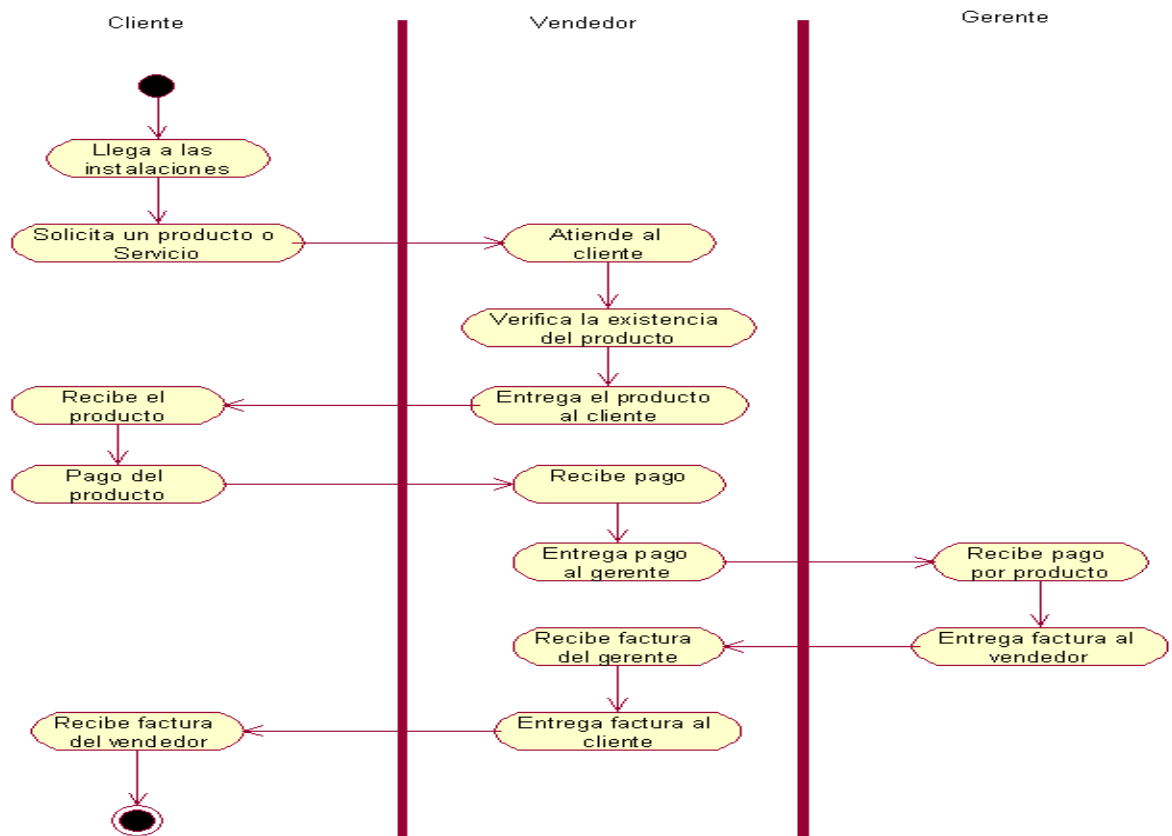 Cliente
Vendedor
Gerente
Llega a las
instalaciones
Solicita un producto o
Servicio
Atiende al
cliente
Verifica la existencia
del producto
Entrega el producto
al cliente
Recibe el
producto
Pago del
producto
Recibe pago
Entrega pago
al gerente
Recibe pago
por producto
Entrega factura al
vendedor
Recibe factura
del gerente
Entrega factura al
cliente
Recibe factura
del vendedor